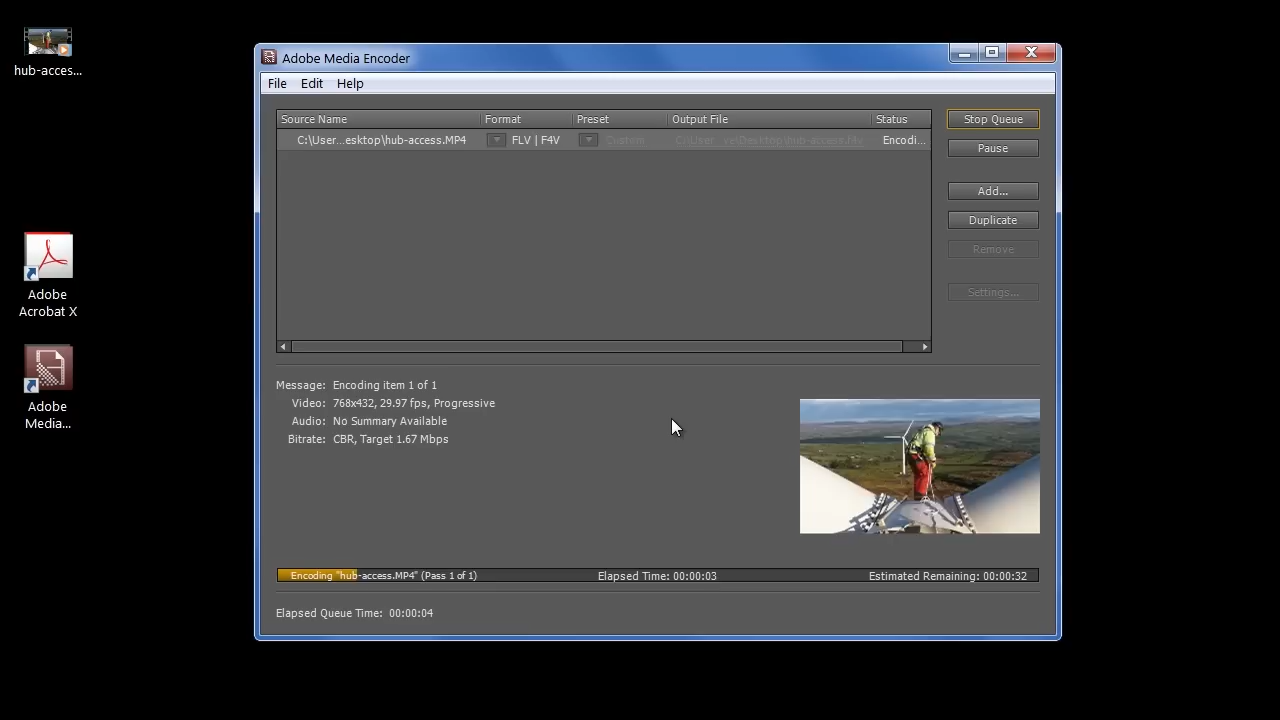 hub-acces...
Adobe
Acrobat X
Adobe
Media...
Adobe Media Encoder
File Edit Help
Source Name Format Preset Output File Status
C:\User...esktop\hub-access.MP4 FLV | F4V Custom Encodi...
Stop Queue
Pause
Add...
Duplicate
Remove
Settings...
Message: Encoding item 1 of 1
Video: 768x432, 29.97 fps, Progressive
Audio: No Summary Available
Bitrate: CBR, Target 1.67 Mbps
Encoding "hub-access.MP4" (Pass 1 of 1) Elapsed Time: 00:00:03 Estimated Remaining: 00:00:32
Elapsed Queue Time: 00:00:04